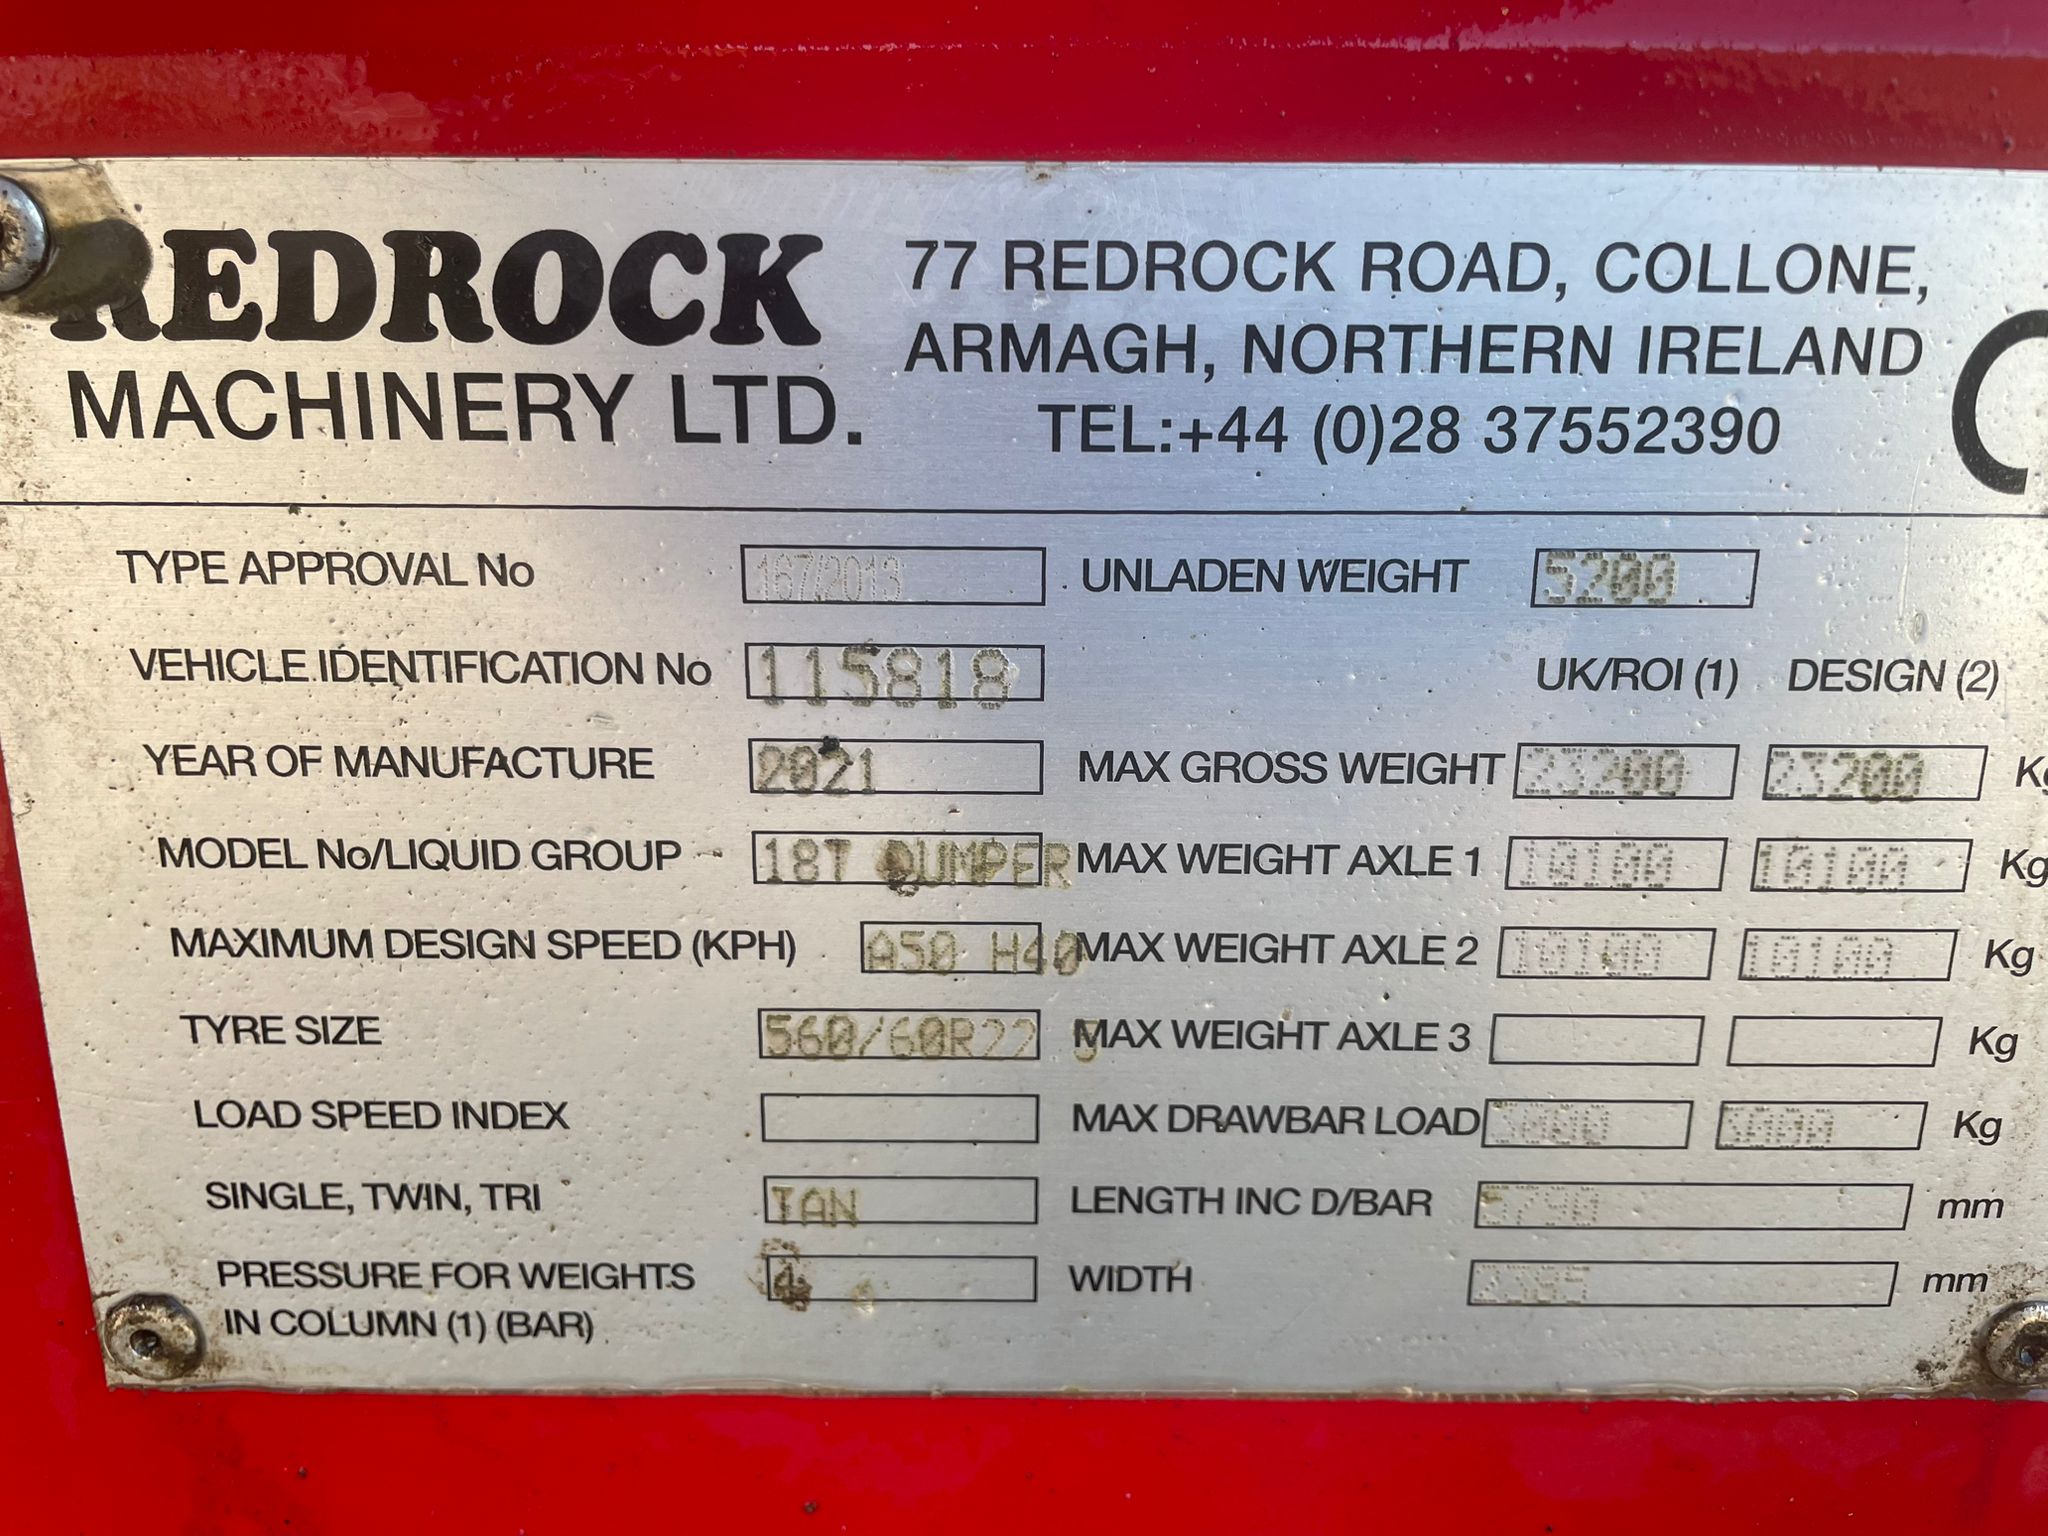 REDROCK
MACHINERY LTD.
77 REDROCK ROAD, COLLONE,
ARMAGH, NORTHERN IRELAND
TEL:+44 (0)28 37552390
TYPE APPROVAL No 167/2013
VEHICLE IDENTIFICATION No 115818
YEAR OF MANUFACTURE 2021
MODEL No/LIQUID GROUP 18T DUMPER
MAXIMUM DESIGN SPEED (KPH) A50 H40
TYRE SIZE 560/60R22 5
LOAD SPEED INDEX
SINGLE, TWIN, TRI TAN
PRESSURE FOR WEIGHTS 4
IN COLUMN (1) (BAR)
UNLADEN WEIGHT 5200
UK/ROI (1) DESIGN (2)
MAX GROSS WEIGHT 23200 23200 Kg
MAX WEIGHT AXLE 1 10100 10100 Kg
MAX WEIGHT AXLE 2 10100 10100 Kg
MAX WEIGHT AXLE 3 Kg
MAX DRAWBAR LOAD 3000 3000 Kg
LENGTH INC D/BAR 5790 mm
WIDTH 2385 mm